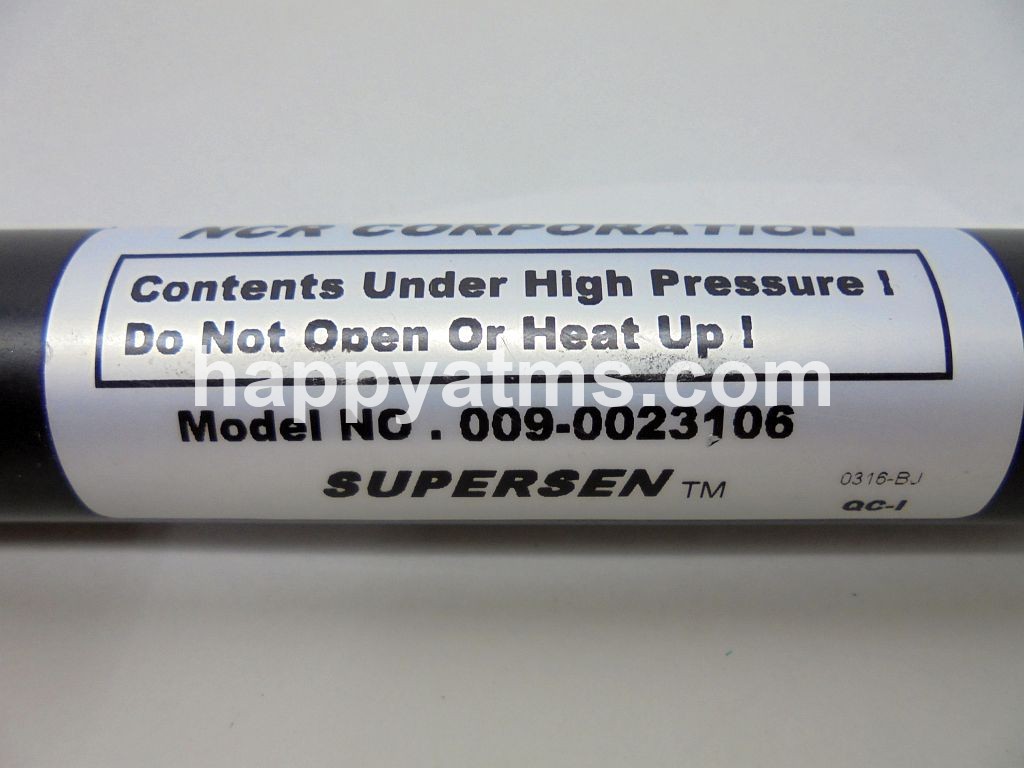 NCR CORPORATION
Contents Under High Pressure !
Do Not Open Or Heat Up !
happyatms.com
Model NO . 009-0023106
SUPERSEN TM
0316-BJ
QC-I